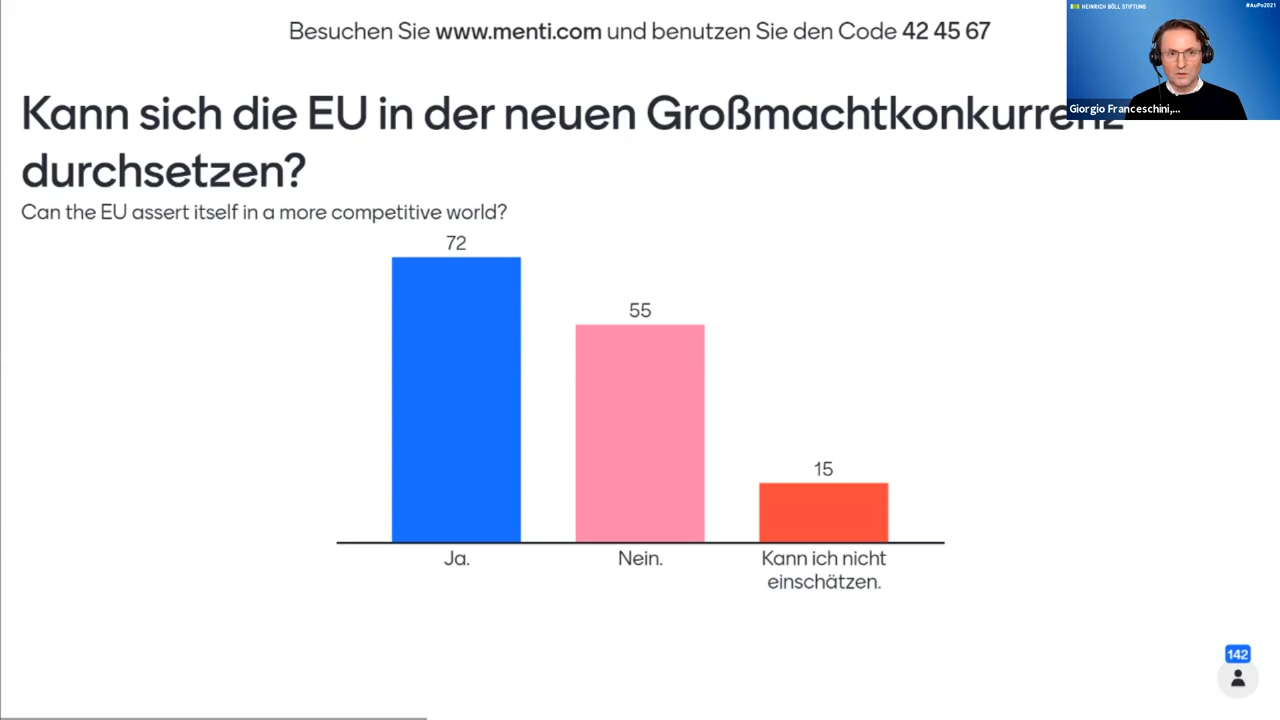 Besuchen Sie www.menti.com und benutzen Sie den Code 42 45 67
HEINRICH BÖLL STIFTUNG
#AuPo2021
Giorgio Franceschini,...
Kann sich die EU in der neuen Großmachtkonkurrenz
durchsetzen?
Can the EU assert itself in a more competitive world?
72
55
15
Ja.
Nein.
Kann ich nicht
einschätzen.
142